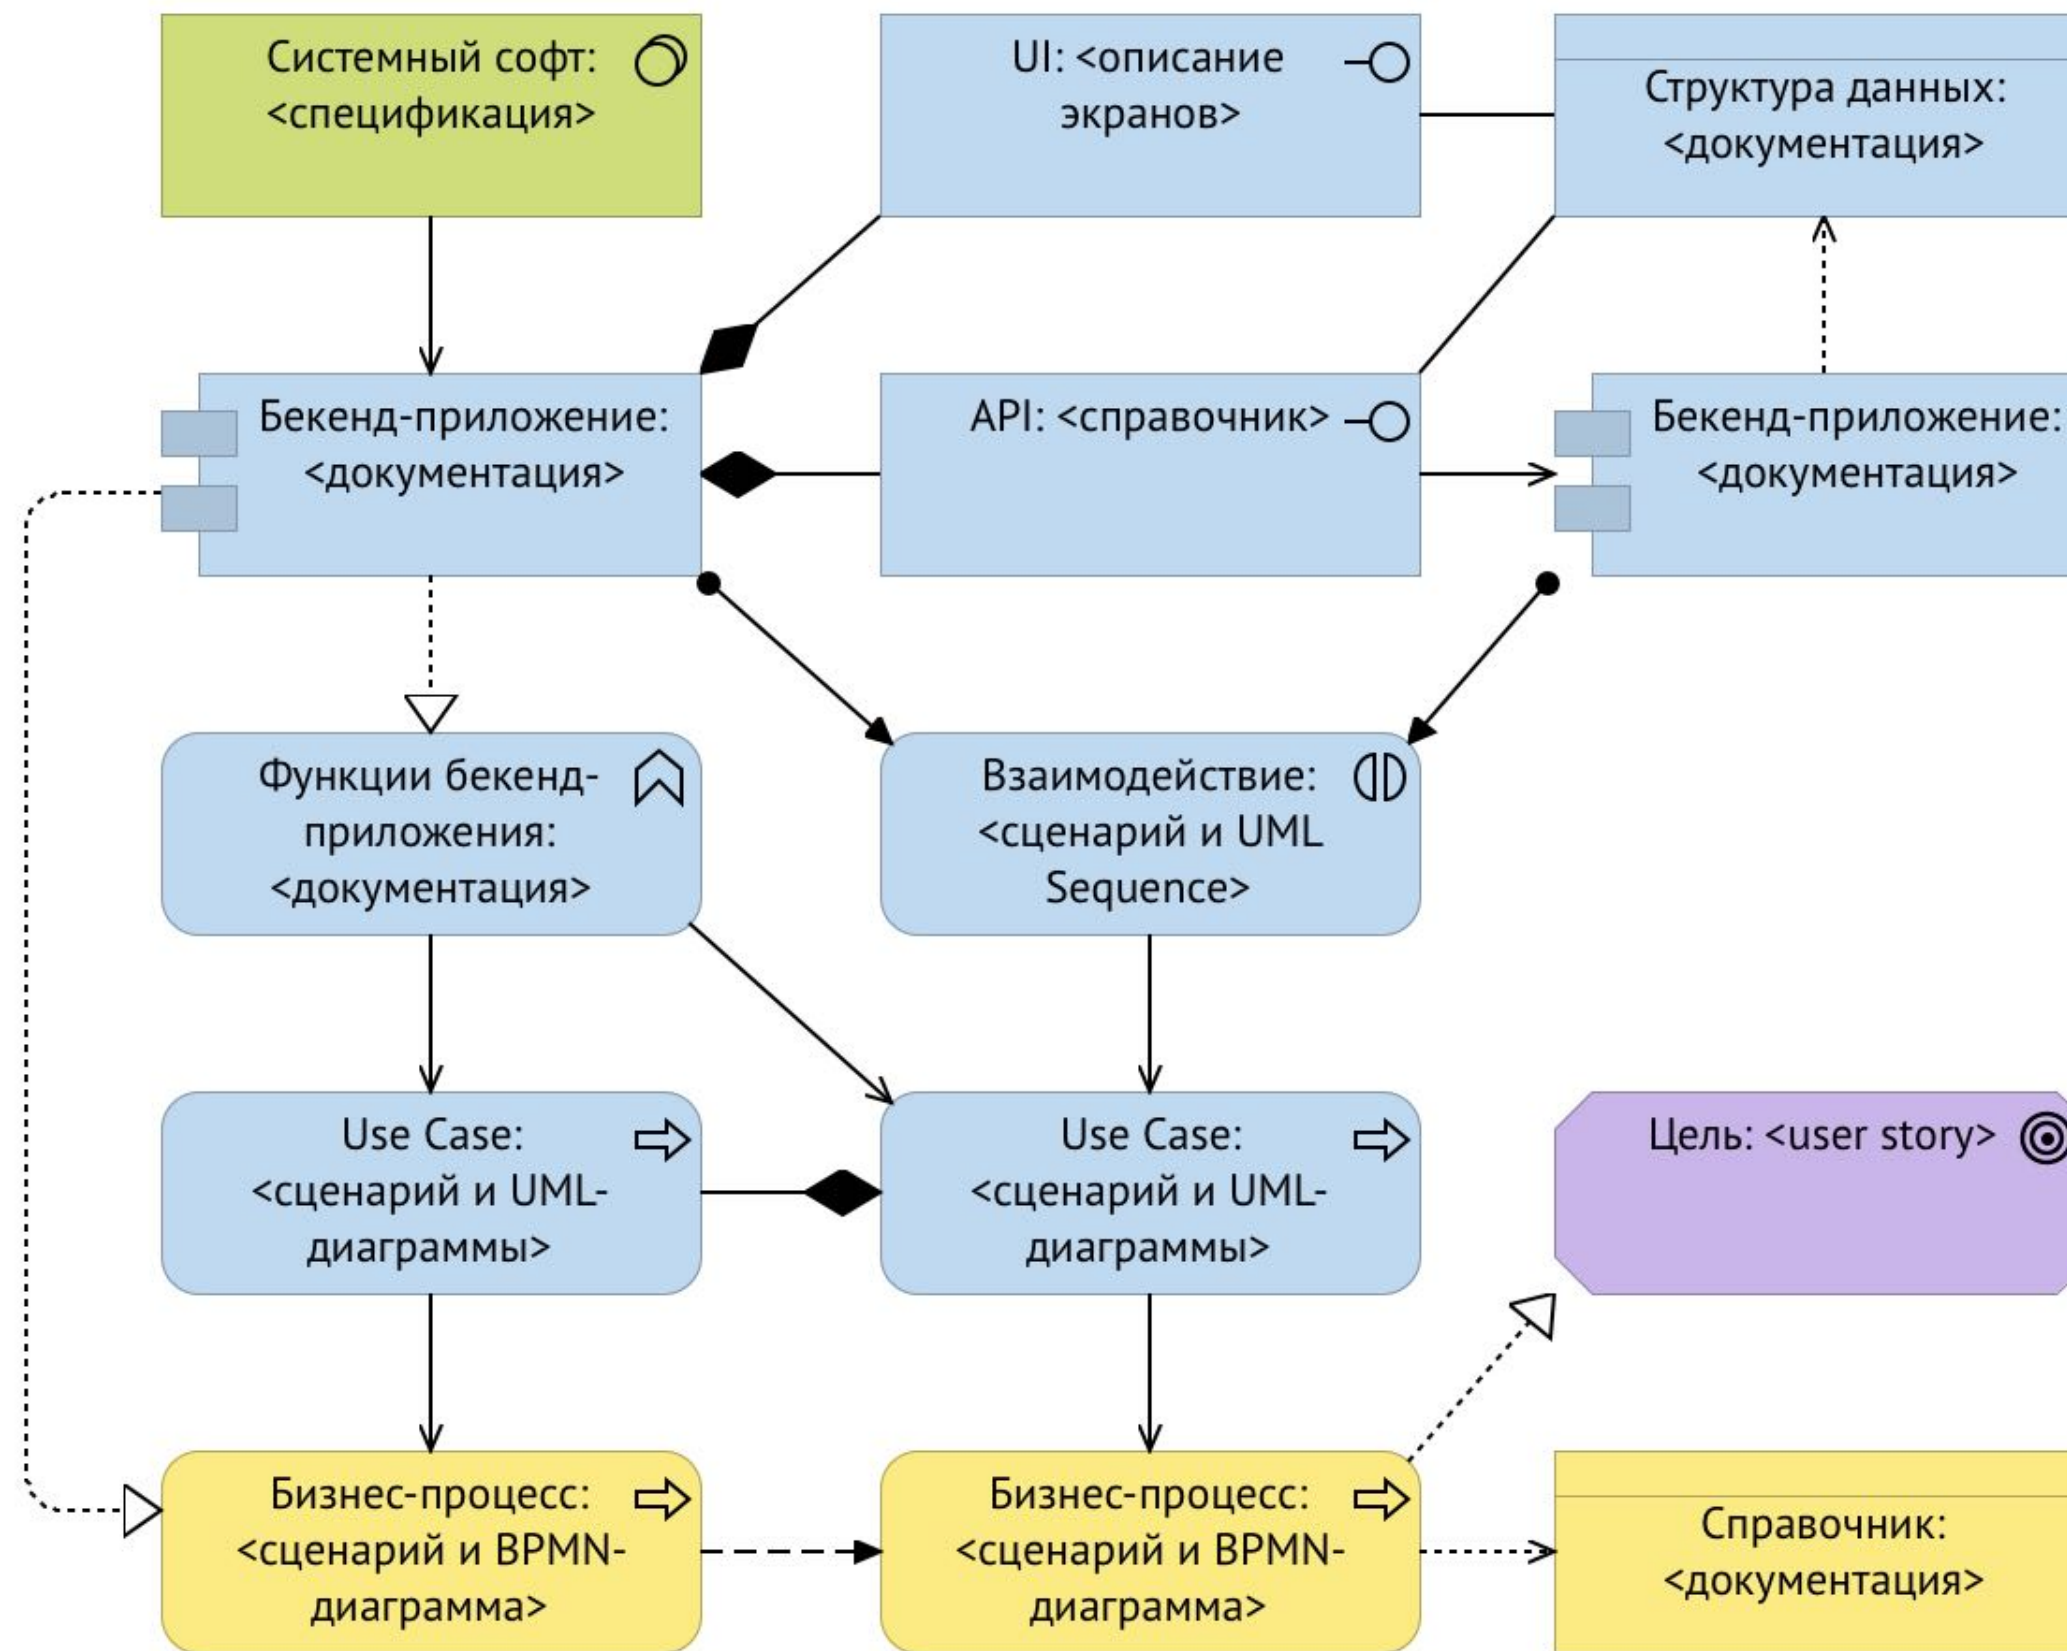 Системный софт:
<спецификация>
UI: <описание
экранов>
Структура данных:
<документация>
Бекенд-приложение:
<документация>
API: <справочник>
Бекенд-приложение:
<документация>
Функции бекенд-
приложения:
<документация>
Взаимодействие:
<сценарий и UML
Sequence>
Use Case:
<сценарий и UML-
диаграммы>
Use Case:
<сценарий и UML-
диаграммы>
Цель: <user story>
Бизнес-процесс:
<сценарий и BPMN-
диаграмма>
Бизнес-процесс:
<сценарий и BPMN-
диаграмма>
Справочник:
<документация>